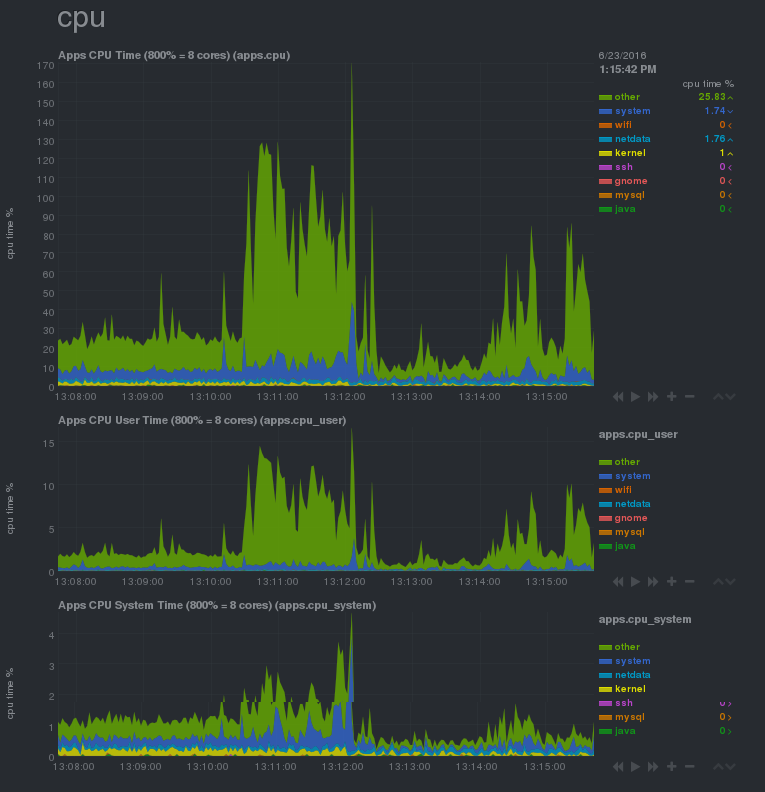 cpu
Apps CPU Time (800% = 8 cores) (apps.cpu)
6/23/2016
1:15:42 PM
cpu time %
other 25.83
system 1.74
wifi 0
netdata 1.76
kernel 1
ssh 0
gnome 0
mysql 0
java 0
cpu time %
170
160
150
140
130
120
110
100
90
80
70
60
50
40
30
20
10
0
13:08:00 13:09:00 13:10:00 13:11:00 13:12:00 13:13:00 13:14:00 13:15:00
Apps CPU User Time (800% = 8 cores) (apps.cpu_user)
apps.cpu_user
other
system
wifi
netdata
gnome
mysql
java
cpu time %
15
10
5
0
13:08:00 13:09:00 13:10:00 13:11:00 13:12:00 13:13:00 13:14:00 13:15:00
Apps CPU System Time (800% = 8 cores) (apps.cpu_system)
apps.cpu_system
other
system
netdata
kernel
ssh 0
mysql 0
java 0
cpu time %
4
3
2
1
0
13:08:00 13:09:00 13:10:00 13:11:00 13:12:00 13:13:00 13:14:00 13:15:00